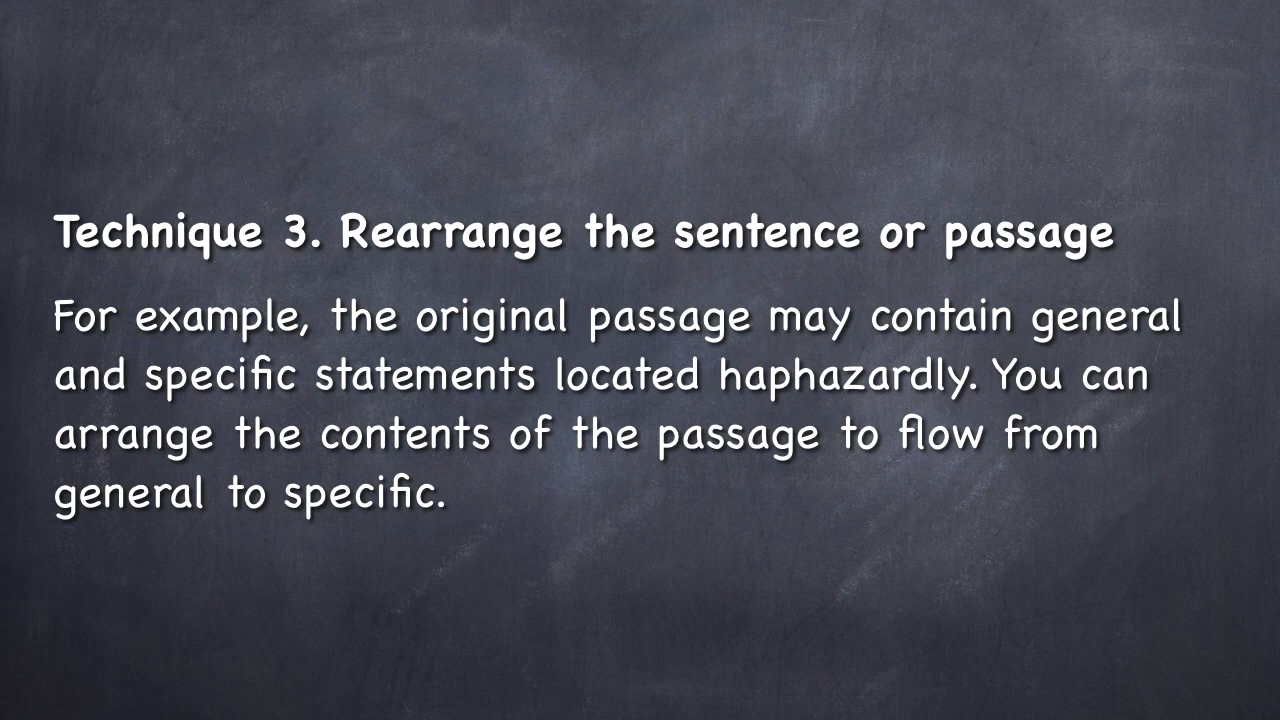 Technique 3. Rearrange the sentence or passage
For example, the original passage may contain general
and specific statements located haphazardly. You can
arrange the contents of the passage to flow from
general to specific.